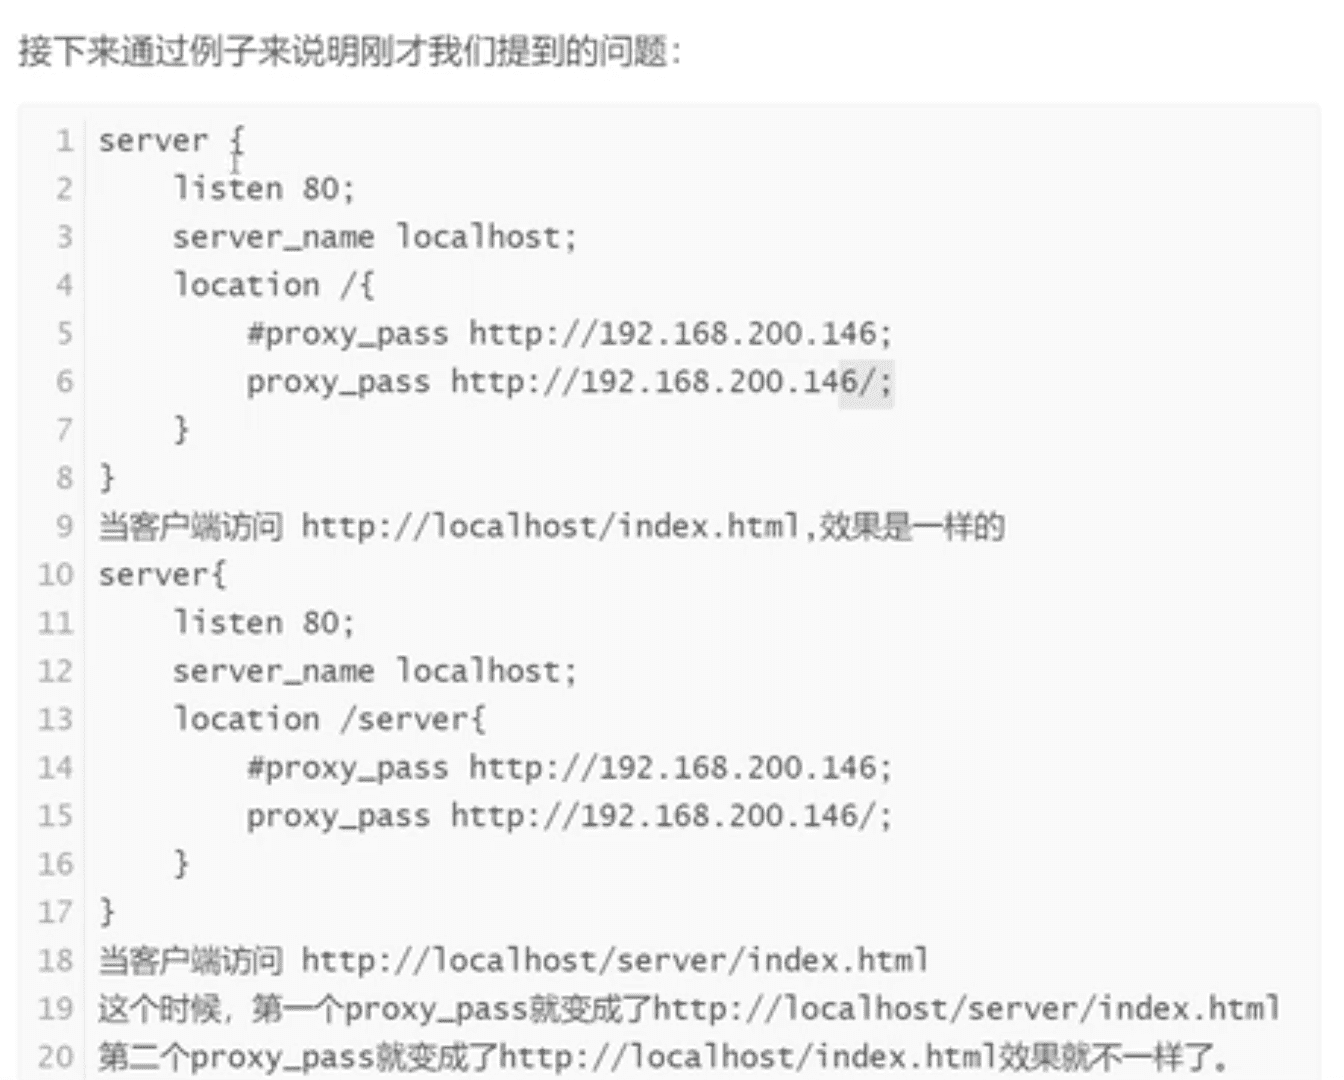 接下来通过例子来说明刚才我们提到的问题：
1 server {
2 listen 80;
3 server_name localhost;
4 location /{
5 #proxy_pass http://192.168.200.146;
6 proxy_pass http://192.168.200.146/;
7 }
8 }
9 当客户端访问 http://localhost/index.html,效果是一样的
10 server{
11 listen 80;
12 server_name localhost;
13 location /server{
14 #proxy_pass http://192.168.200.146;
15 proxy_pass http://192.168.200.146/;
16 }
17 }
18 当客户端访问 http://localhost/server/index.html
19 这个时候，第一个proxy_pass就变成了http://localhost/server/index.html
20 第二个proxy_pass就变成了http://localhost/index.html效果就不一样了。